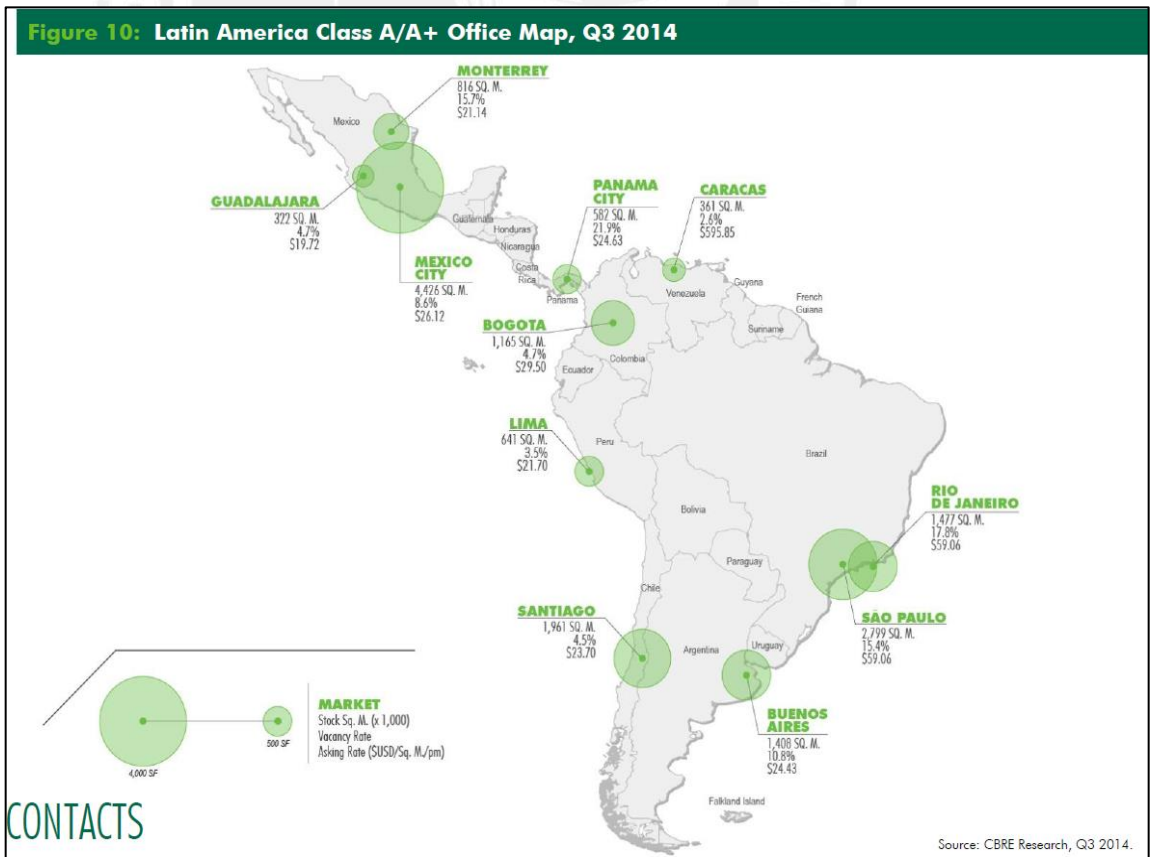 Figure 10: Latin America Class A/A+ Office Map, Q3 2014
MONTERREY
816 SQ. M.
15.7%
$21.14
Mexico
GUADALAJARA
322 SQ. M.
4.7%
$19.72
MEXICO
CITY
4,426 SQ. M.
8.6%
$26.12
Guatemala
Honduras
Nicaragua
Costa
Rica
Panama
PANAMA
CITY
582 SQ. M.
21.9%
$24.63
CARACAS
361 SQ. M.
2.6%
$595.85
Venezuela
Guyana
French
Guiana
Suriname
BOGOTA
1,165 SQ. M.
4.7%
$29.50
Colombia
Ecuador
LIMA
641 SQ. M.
3.5%
$21.70
Peru
Brazil
Bolivia
RIO
DE JANEIRO
1,477 SQ. M.
17.8%
$59.06
Paraguay
Chile
SANTIAGO
1,961 SQ. M.
4.5%
$23.70
Argentina
Uruguay
SÃO PAULO
2,799 SQ. M.
15.4%
$59.06
BUENOS
AIRES
1,408 SQ. M.
10.8%
$24.43
4,000 SF
500 SF
MARKET
Stock Sq. M. (x 1,000)
Vacancy Rate
Asking Rate ($USD/Sq. M./pm)
Falkland Island
CONTACTS
Source: CBRE Research, Q3 2014.